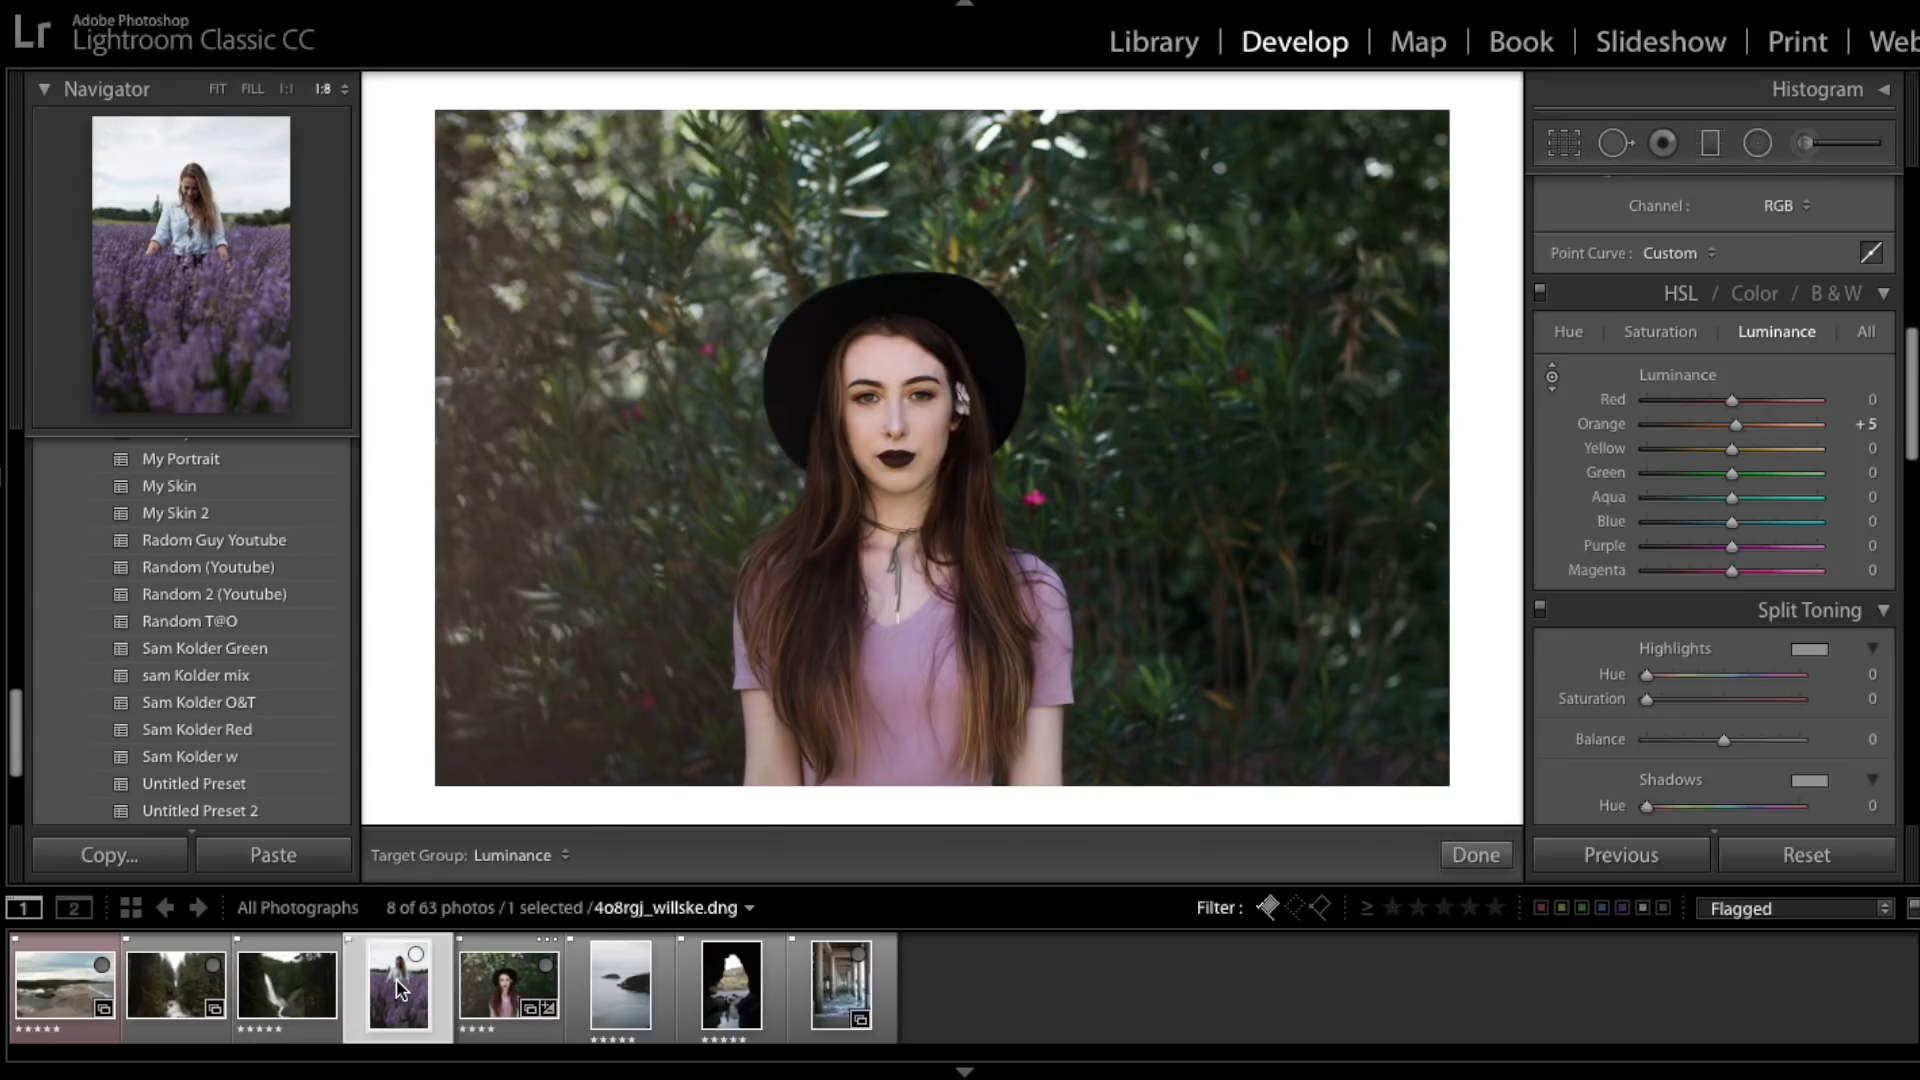 Lr
Adobe Photoshop
Lightroom Classic CC
Library | Develop | Map | Book | Slideshow | Print | Web
Navigator FIT FILL 1:1 1:8
My Portrait
My Skin
My Skin 2
Radom Guy Youtube
Random (Youtube)
Random 2 (Youtube)
Random T@O
Sam Kolder Green
sam Kolder mix
Sam Kolder O&T
Sam Kolder Red
Sam Kolder w
Untitled Preset
Untitled Preset 2
Copy... Paste
Target Group: Luminance
Done
Histogram
Channel : RGB
Point Curve : Custom
HSL / Color / B & W
Hue | Saturation | Luminance | All
Luminance
Red 0
Orange + 5
Yellow 0
Green 0
Aqua 0
Blue 0
Purple 0
Magenta 0
Split Toning
Highlights
Hue 0
Saturation 0
Balance 0
Shadows
Hue 0
Previous Reset
1 2 All Photographs 8 of 63 photos /1 selected /4o8rgj_willske.dng Filter : ≥ Flagged